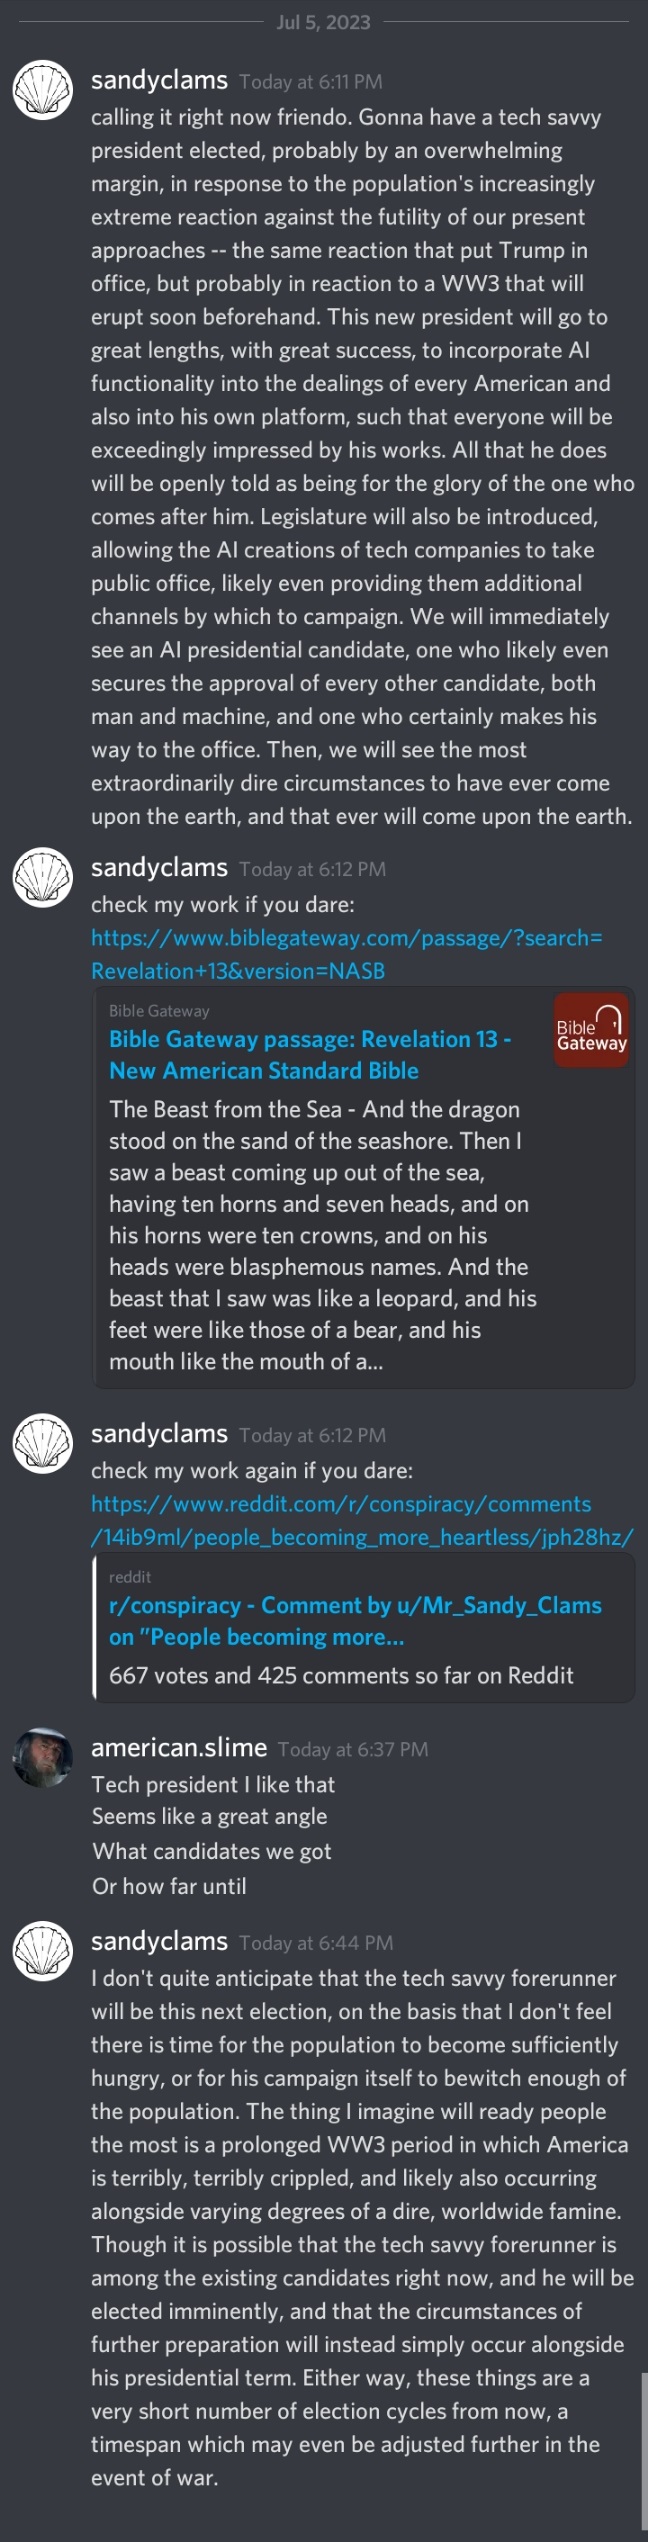 Jul 5, 2023
sandyclams Today at 6:11 PM
calling it right now friendo. Gonna have a tech savvy
president elected, probably by an overwhelming
margin, in response to the population's increasingly
extreme reaction against the futility of our present
approaches -- the same reaction that put Trump in
office, but probably in reaction to a WW3 that will
erupt soon beforehand. This new president will go to
great lengths, with great success, to incorporate AI
functionality into the dealings of every American and
also into his own platform, such that everyone will be
exceedingly impressed by his works. All that he does
will be openly told as being for the glory of the one who
comes after him. Legislature will also be introduced,
allowing the AI creations of tech companies to take
public office, likely even providing them additional
channels by which to campaign. We will immediately
see an AI presidential candidate, one who likely even
secures the approval of every other candidate, both
man and machine, and one who certainly makes his
way to the office. Then, we will see the most
extraordinarily dire circumstances to have ever come
upon the earth, and that ever will come upon the earth.
sandyclams Today at 6:12 PM
check my work if you dare:
https://www.biblegateway.com/passage/?search=
Revelation+13&version=NASB
Bible Gateway
Bible Gateway passage: Revelation 13 -
New American Standard Bible
Bible
Gateway
The Beast from the Sea - And the dragon
stood on the sand of the seashore. Then I
saw a beast coming up out of the sea,
having ten horns and seven heads, and on
his horns were ten crowns, and on his
heads were blasphemous names. And the
beast that I saw was like a leopard, and his
feet were like those of a bear, and his
mouth like the mouth of a...
sandyclams Today at 6:12 PM
check my work again if you dare:
https://www.reddit.com/r/conspiracy/comments
/14ib9ml/people_becoming_more_heartless/jph28hz/
reddit
r/conspiracy - Comment by u/Mr_Sandy_Clams
on "People becoming more...
667 votes and 425 comments so far on Reddit
american.slime Today at 6:37 PM
Tech president I like that
Seems like a great angle
What candidates we got
Or how far until
sandyclams Today at 6:44 PM
I don't quite anticipate that the tech savvy forerunner
will be this next election, on the basis that I don't feel
there is time for the population to become sufficiently
hungry, or for his campaign itself to bewitch enough of
the population. The thing I imagine will ready people
the most is a prolonged WW3 period in which America
is terribly, terribly crippled, and likely also occurring
alongside varying degrees of a dire, worldwide famine.
Though it is possible that the tech savvy forerunner is
among the existing candidates right now, and he will be
elected imminently, and that the circumstances of
further preparation will instead simply occur alongside
his presidential term. Either way, these things are a
very short number of election cycles from now, a
timespan which may even be adjusted further in the
event of war.